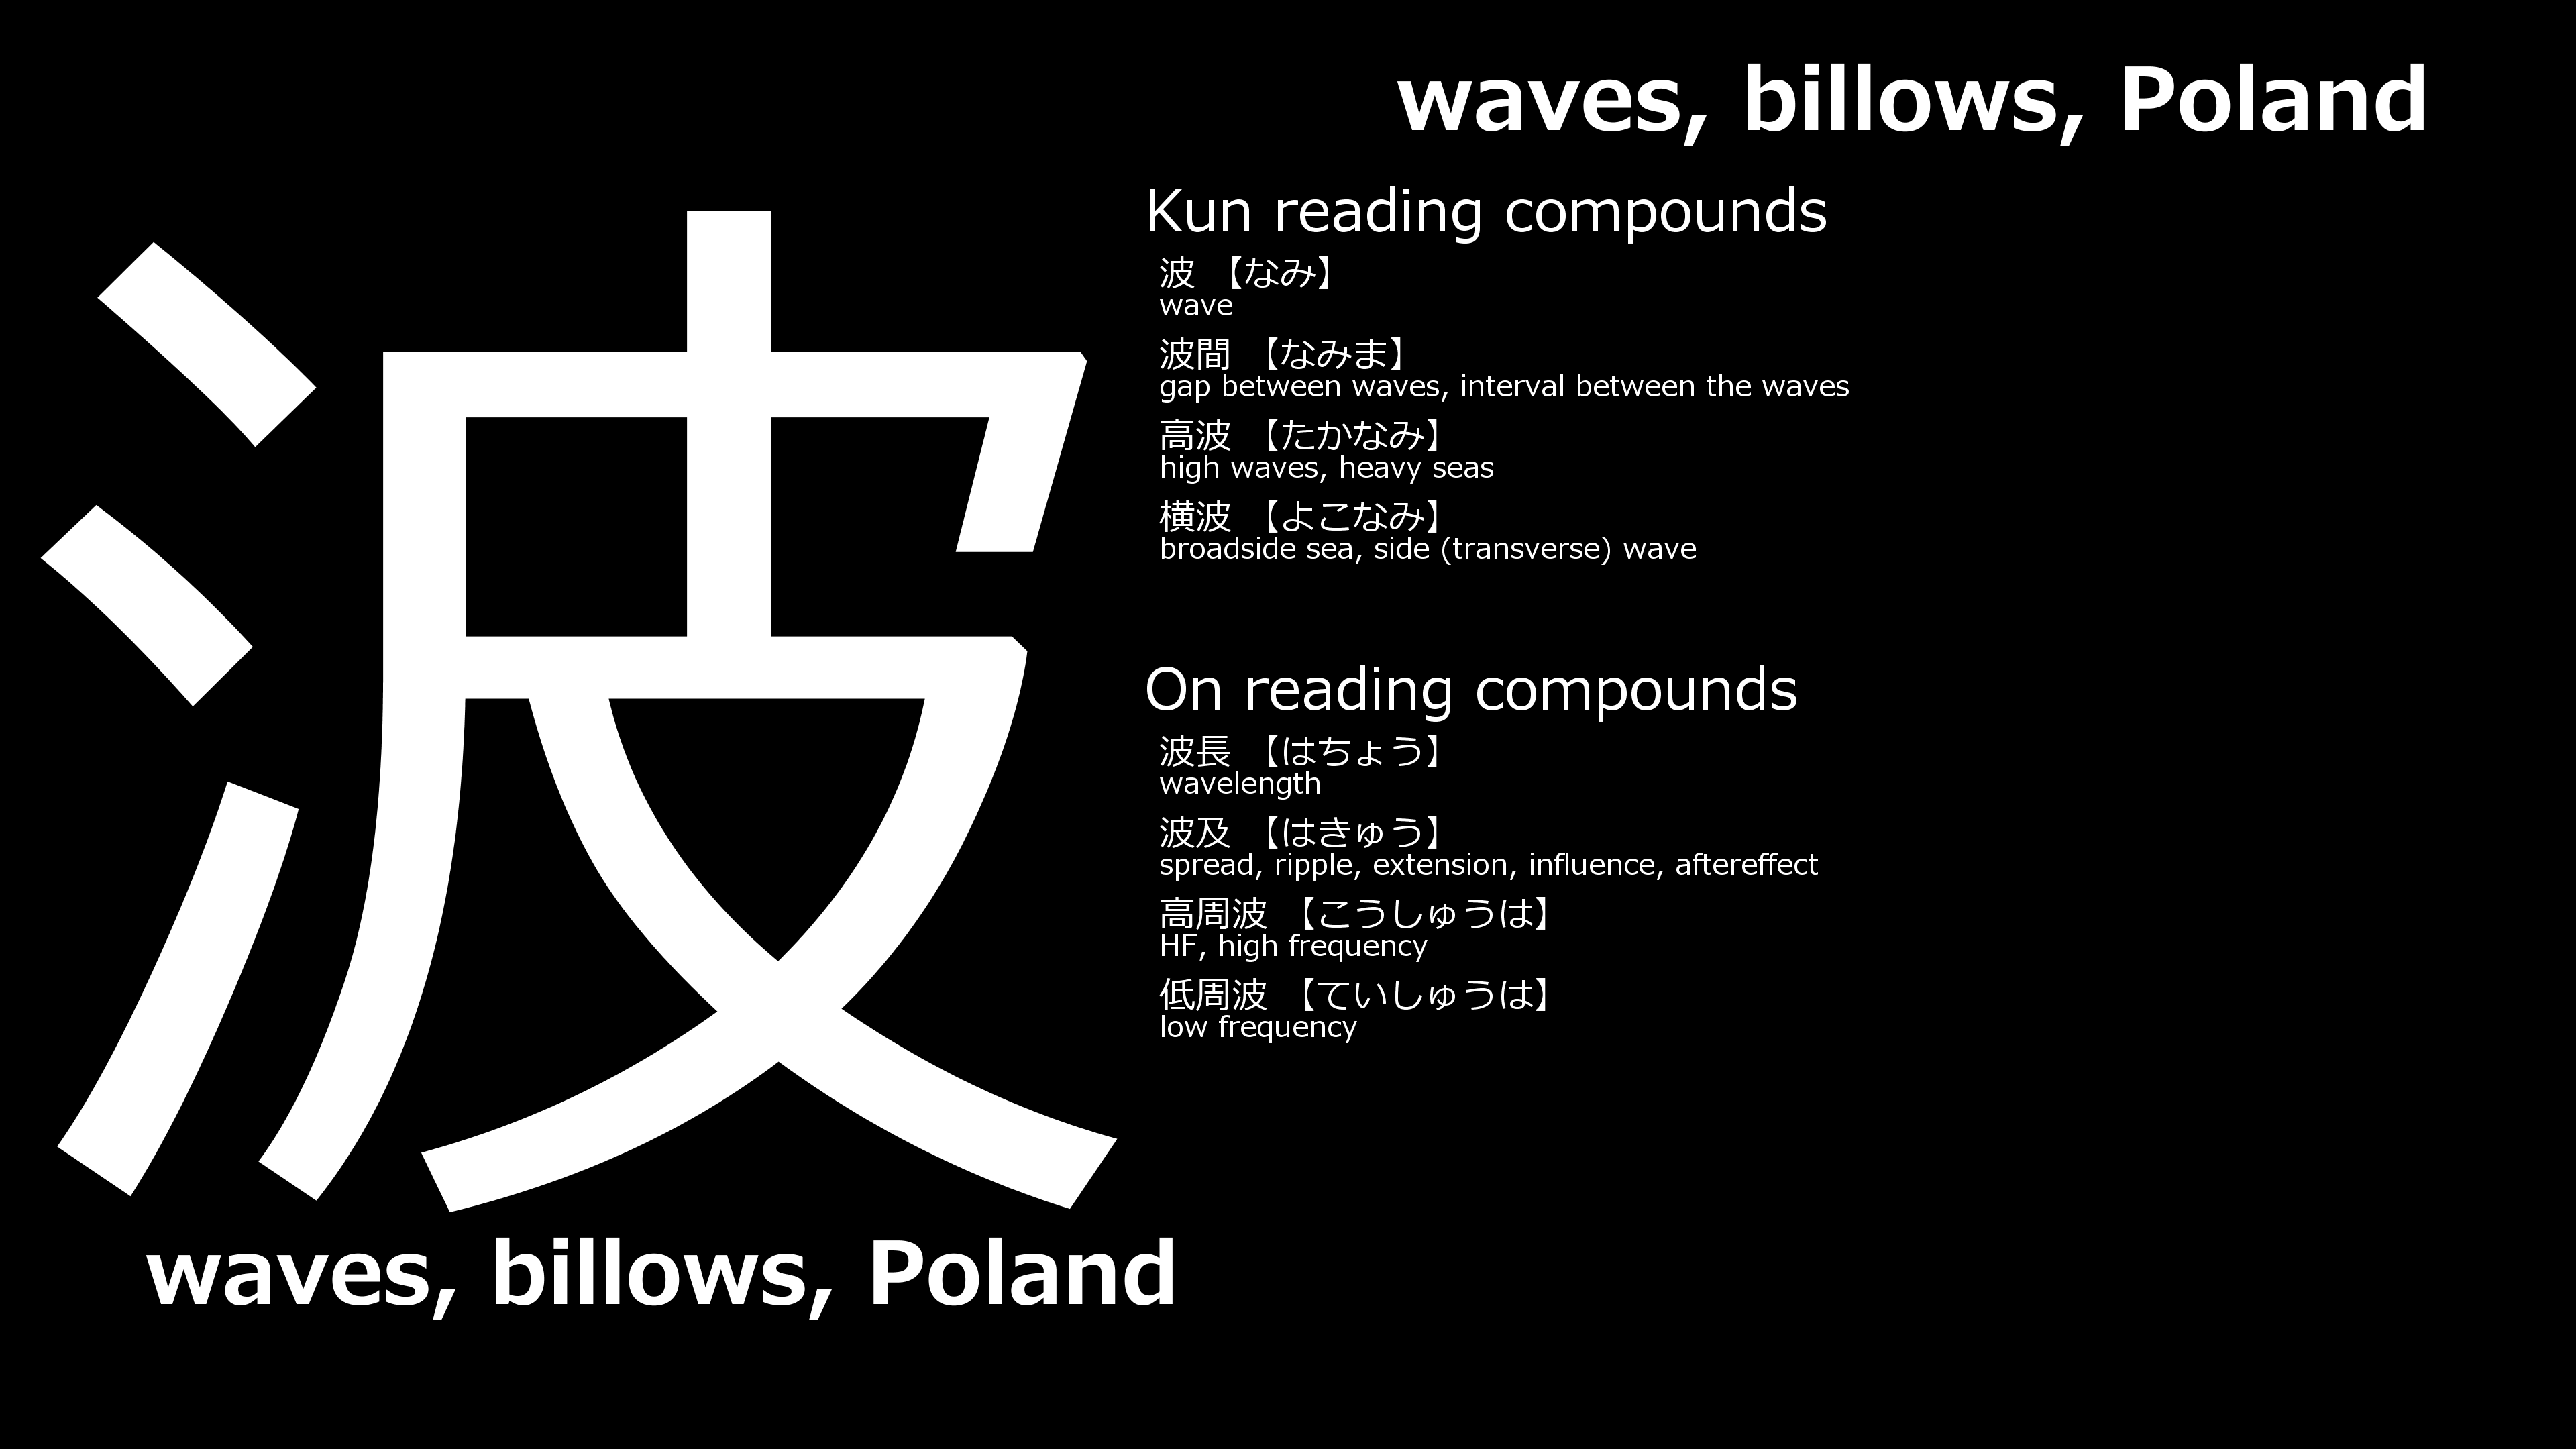 waves, billows, Poland
波
Kun reading compounds
波 【なみ】
wave
波間 【なみま】
gap between waves, interval between the waves
高波 【たかなみ】
high waves, heavy seas
横波 【よこなみ】
broadside sea, side (transverse) wave
On reading compounds
波長 【はちょう】
wavelength
波及 【はきゅう】
spread, ripple, extension, influence, aftereffect
高周波 【こうしゅうは】
HF, high frequency
低周波 【ていしゅうは】
low frequency
waves, billows, Poland